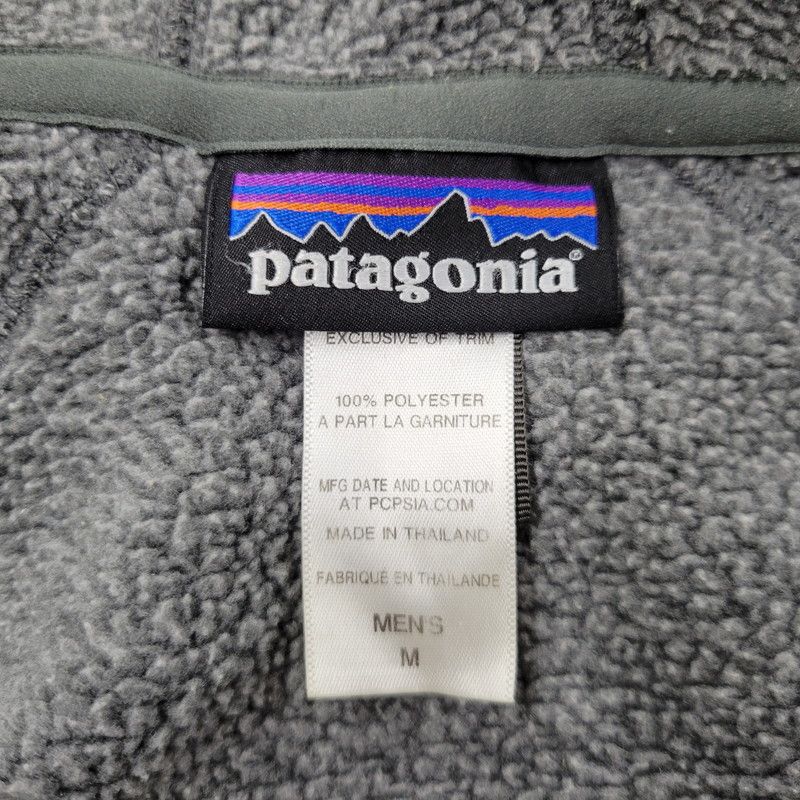 patagonia®
EXCLUSIVE OF TRIM
100% POLYESTER
A PART LA GARNITURE
MFG DATE AND LOCATION
AT PCPSIA.COM
MADE IN THAILAND
FABRIQUÉ EN THAILANDE
MEN'S
M